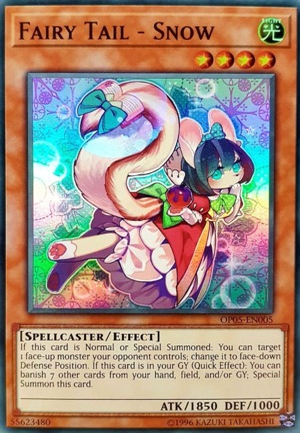 FAIRY TAIL - SNOW
LIGHT
光
OP05-EN005
[SPELLCASTER/EFFECT]
If this card is Normal or Special Summoned: You can target
1 face-up monster your opponent controls; change it to face-down
Defense Position. If this card is in your GY (Quick Effect): You can
banish 7 other cards from your hand, field, and/or GY; Special
Summon this card.
ATK/1850 DEF/1000
55623480
©1996 KAZUKI TAKAHASHI